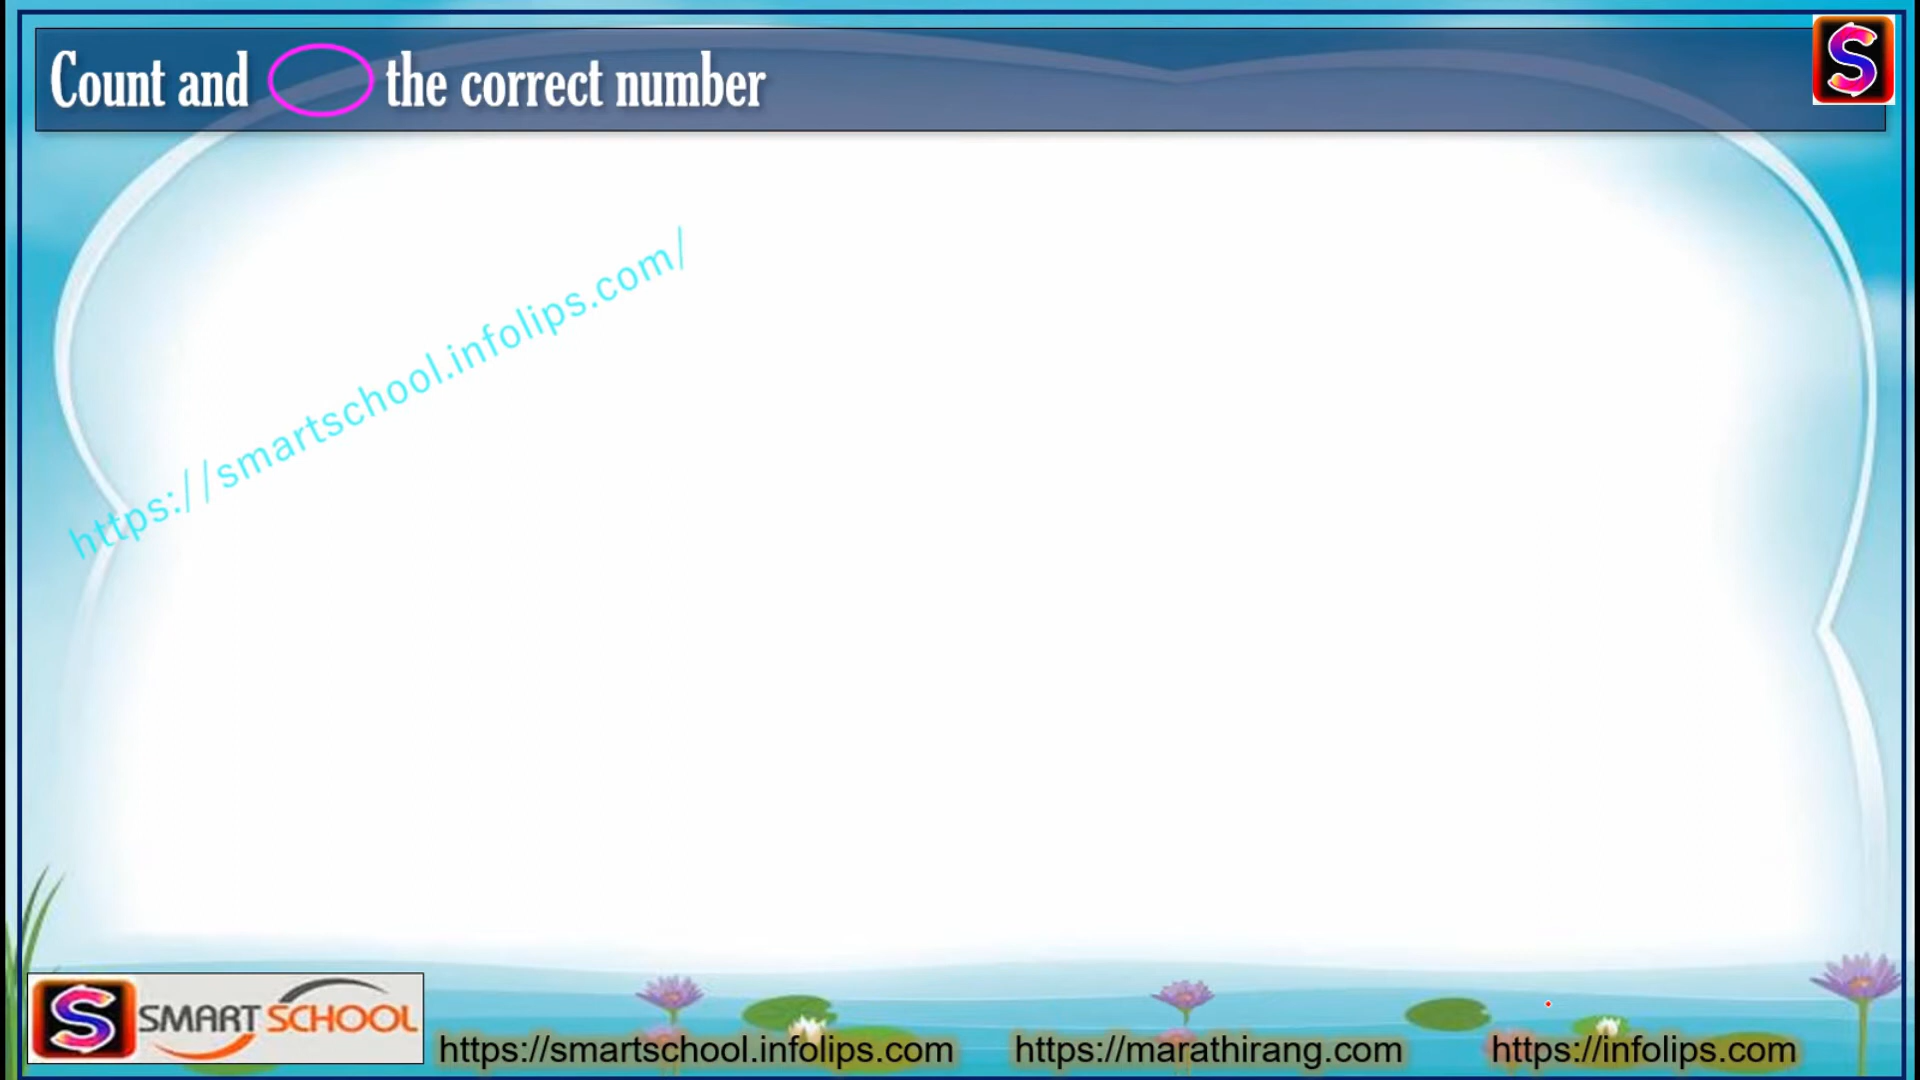 Count and the correct number
S
https://smartschool.infolips.com/
S SMART SCHOOL
https://smartschool.infolips.com
https://marathirang.com
https://infolips.com